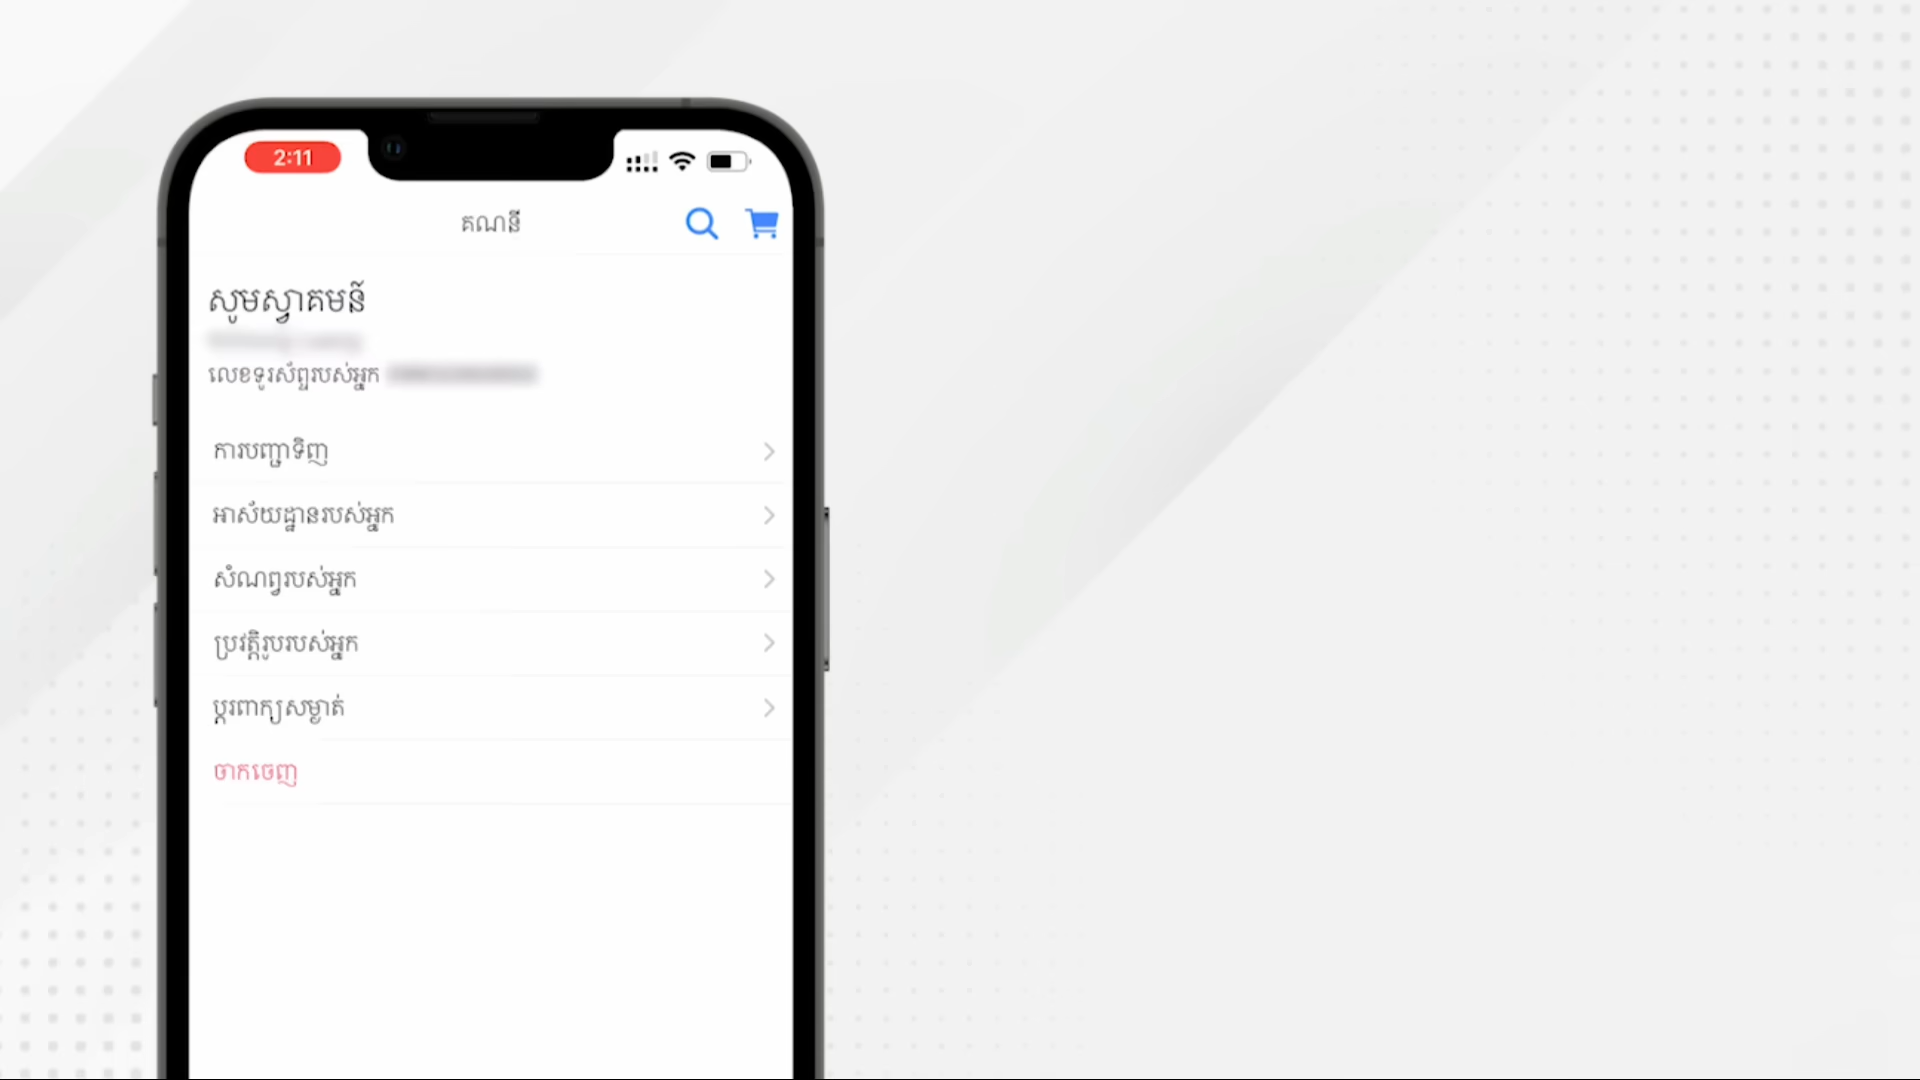 2:11
គណនី
សូមស្វាគមន៍
លេខទូរស័ព្ទរបស់អ្នក
ការបញ្ជាទិញ
អាស័យដ្ឋានរបស់អ្នក
សំណព្វរបស់អ្នក
ប្រវត្តិរូបរបស់អ្នក
ប្តូរពាក្យសម្ងាត់
ចាកចេញ